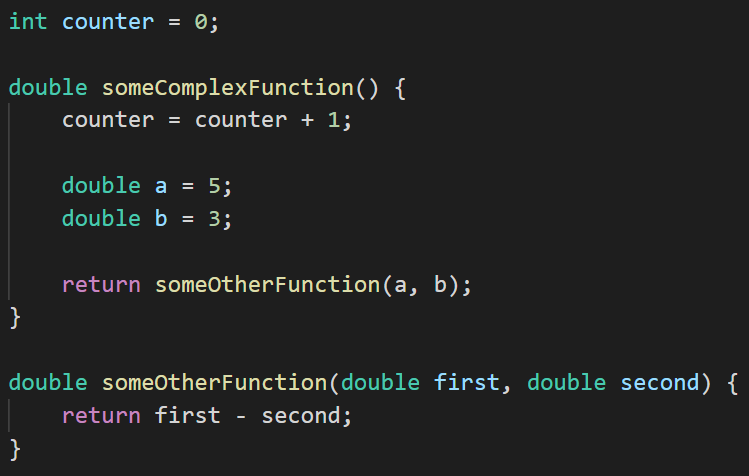 int counter = 0;
double someComplexFunction() {
    counter = counter + 1;
    double a = 5;
    double b = 3;
    return someOtherFunction(a, b);
}
double someOtherFunction(double first, double second) {
    return first - second;
}